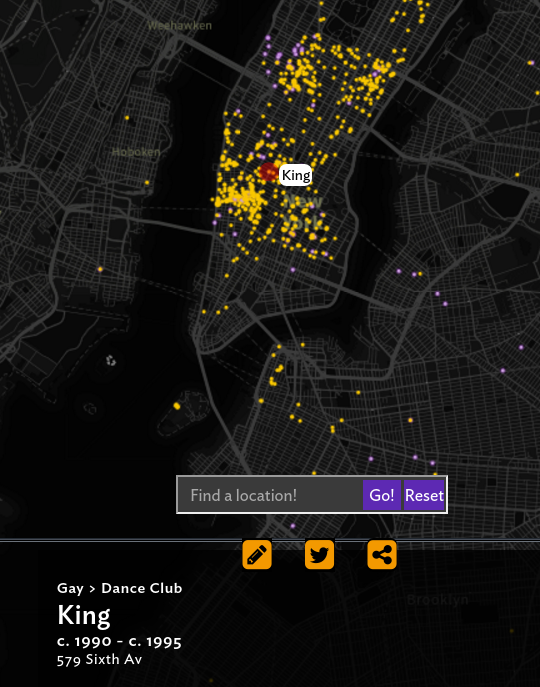 Weehawken
Hoboken
King
New
York
Find a location!
Go!
Reset
Gay > Dance Club
King
c. 1990 – c. 1995
579 Sixth Av
Brooklyn